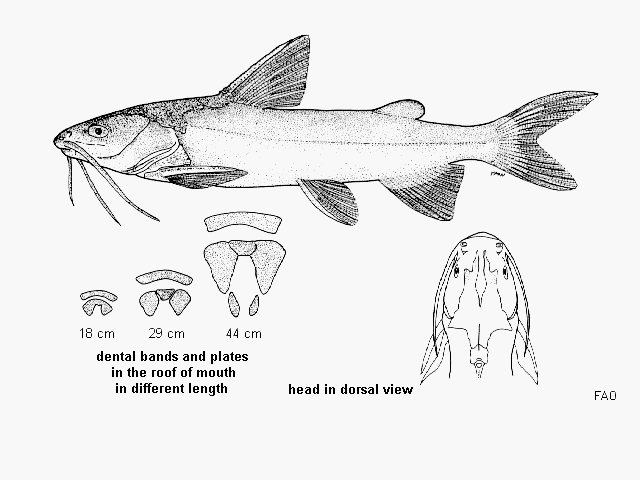 18 cm
29 cm
44 cm
dental bands and plates
in the roof of mouth
in different length
head in dorsal view
FAO